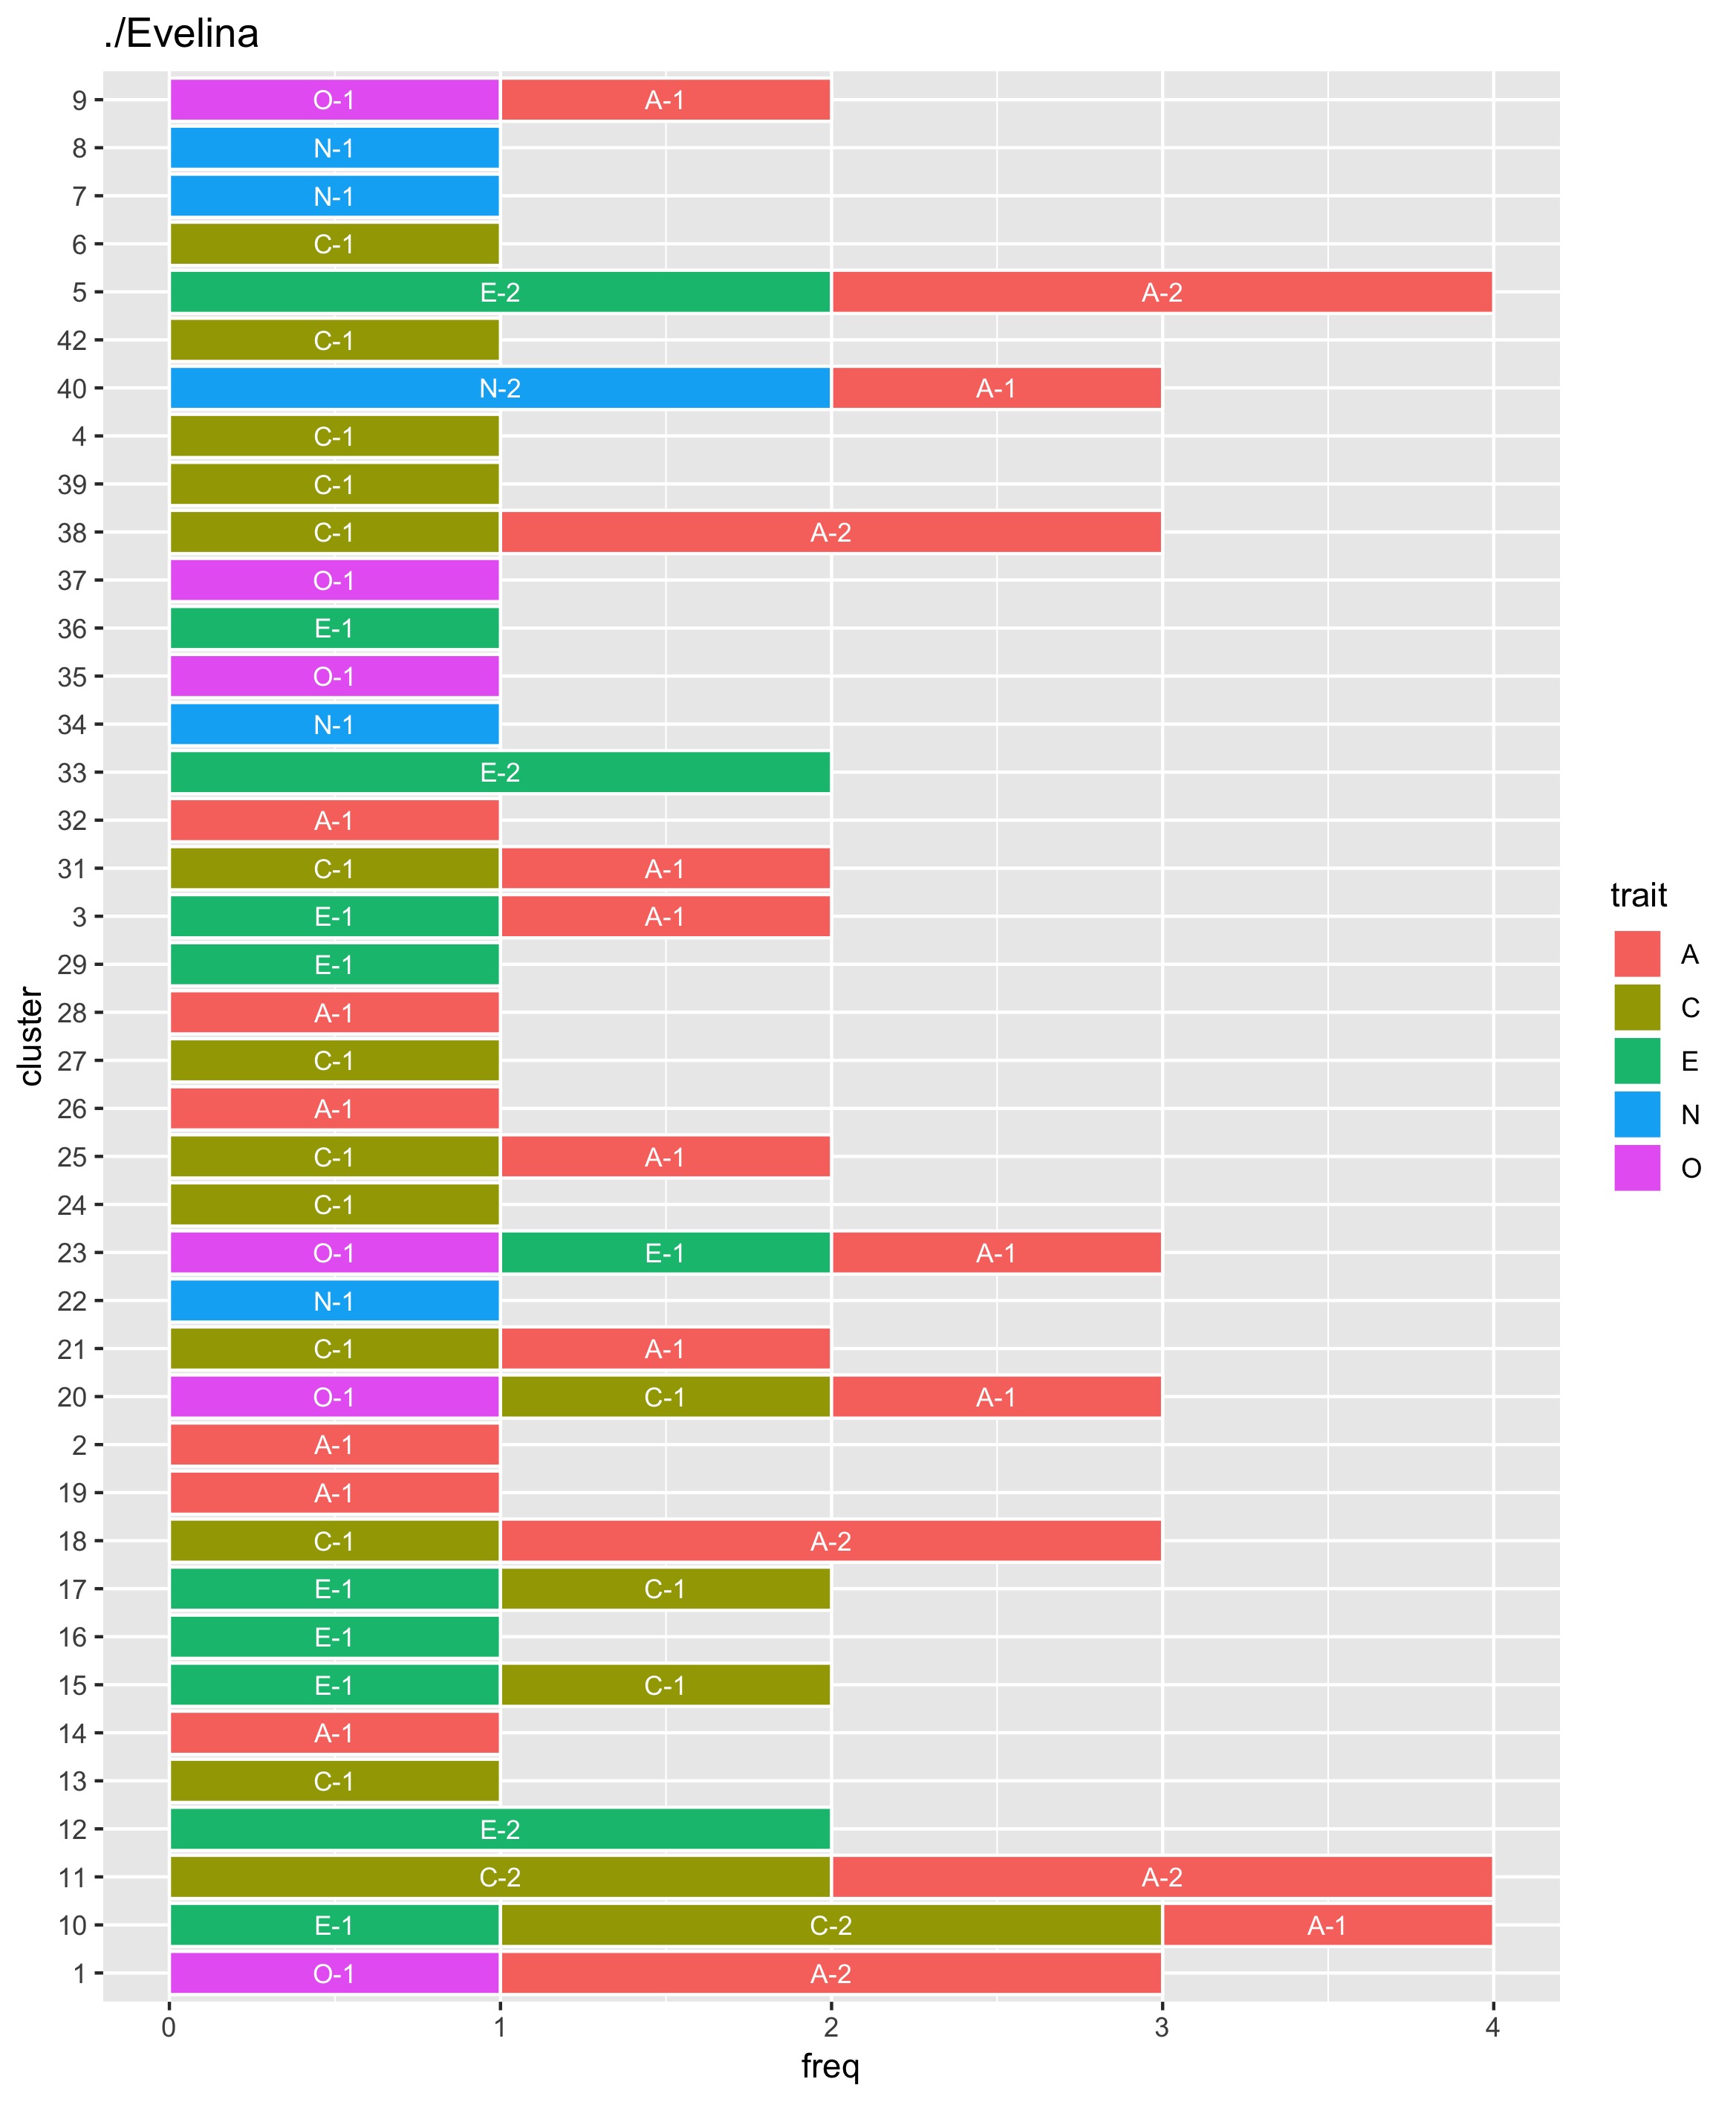 ./Evelina
9 O-1 A-1
8 N-1
7 N-1
6 C-1
5 E-2 A-2
42 C-1
40 N-2 A-1
4 C-1
39 C-1
38 C-1 A-2
37 O-1
36 E-1
35 O-1
34 N-1
33 E-2
32 A-1
31 C-1 A-1
3 E-1 A-1
29 E-1
28 A-1
27 C-1
26 A-1
25 C-1 A-1
24 C-1
23 O-1 E-1 A-1
22 N-1
21 C-1 A-1
20 O-1 C-1 A-1
2 A-1
19 A-1
18 C-1 A-2
17 E-1 C-1
16 E-1
15 E-1 C-1
14 A-1
13 C-1
12 E-2
11 C-2 A-2
10 E-1 C-2 A-1
1 O-1 A-2
0 1 2 3 4
freq
cluster
trait
A
C
E
N
O